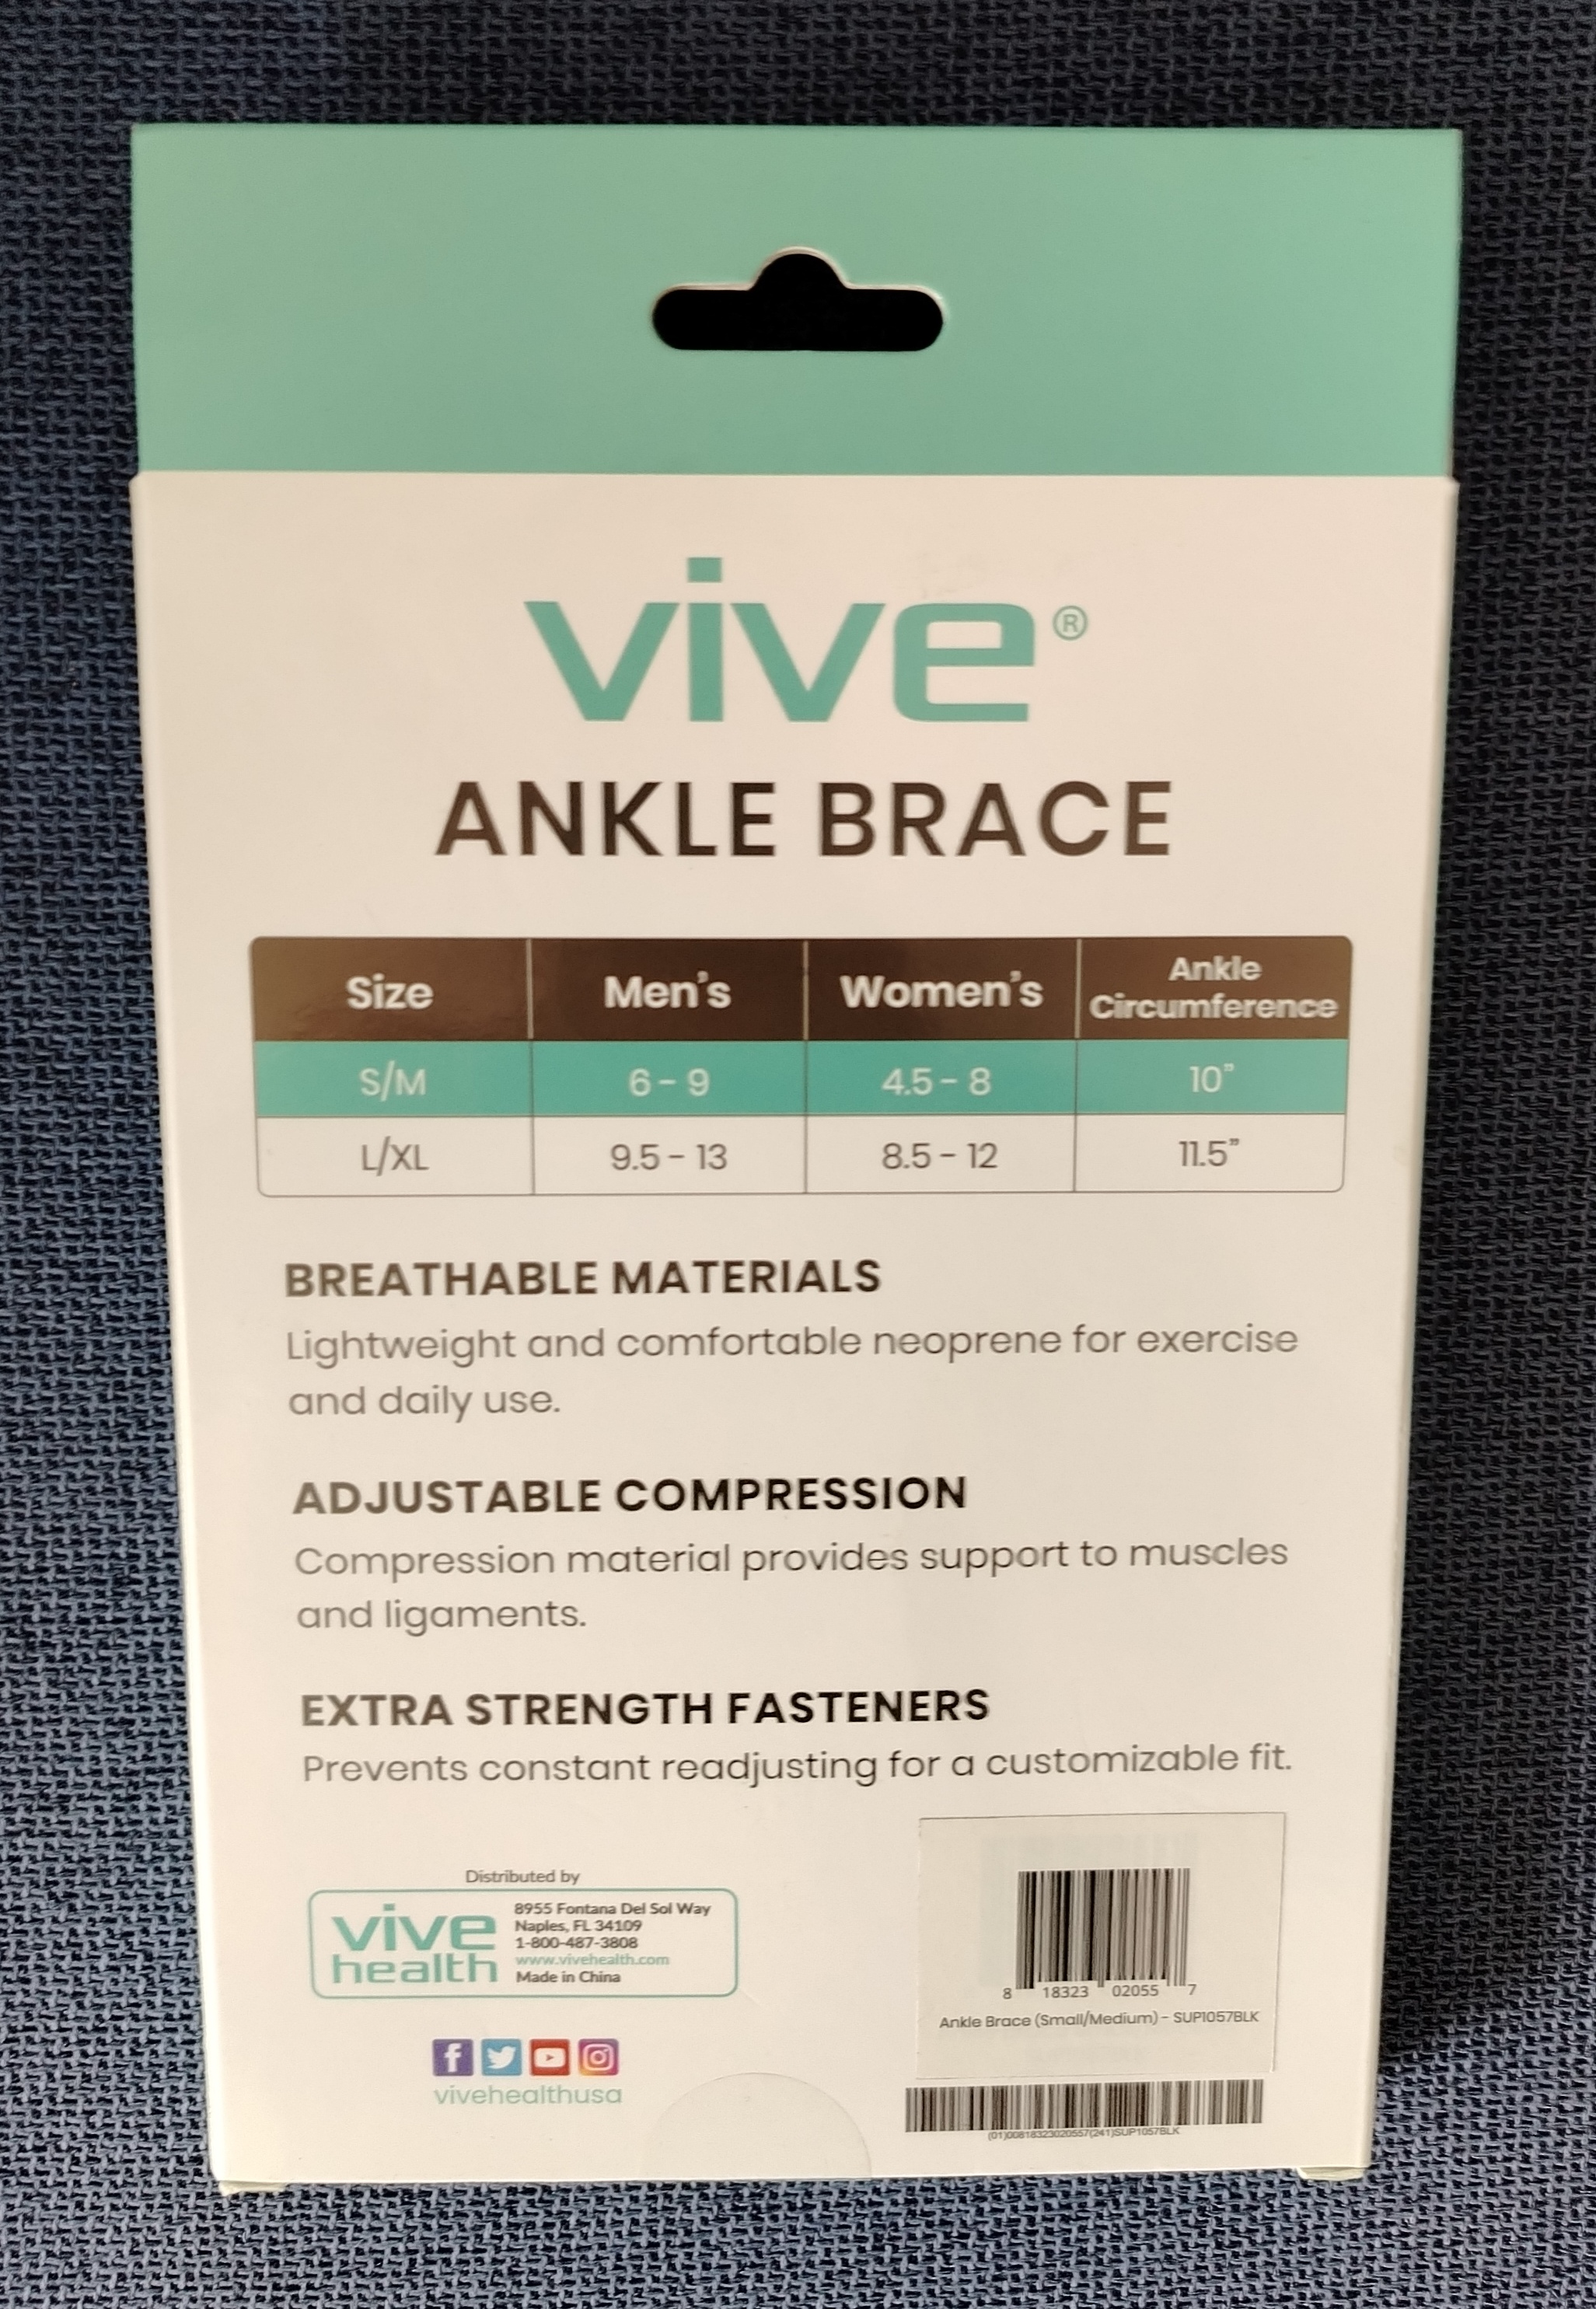 vive®
ANKLE BRACE
Size Men's Women's Ankle Circumference
S/M 6 - 9 4.5 - 8 10"
L/XL 9.5 - 13 8.5 - 12 11.5"
BREATHABLE MATERIALS
Lightweight and comfortable neoprene for exercise
and daily use.
ADJUSTABLE COMPRESSION
Compression material provides support to muscles
and ligaments.
EXTRA STRENGTH FASTENERS
Prevents constant readjusting for a customizable fit.
Distributed by
vive
health
8955 Fontana Del Sol Way
Naples, FL 34109
1-800-487-3808
www.vivehealth.com
Made in China
vivehealthusa
8 18323 02055 7
Ankle Brace (Small/Medium) - SUP1057BLK
(01)00818323020557(241)SUP1057BLK